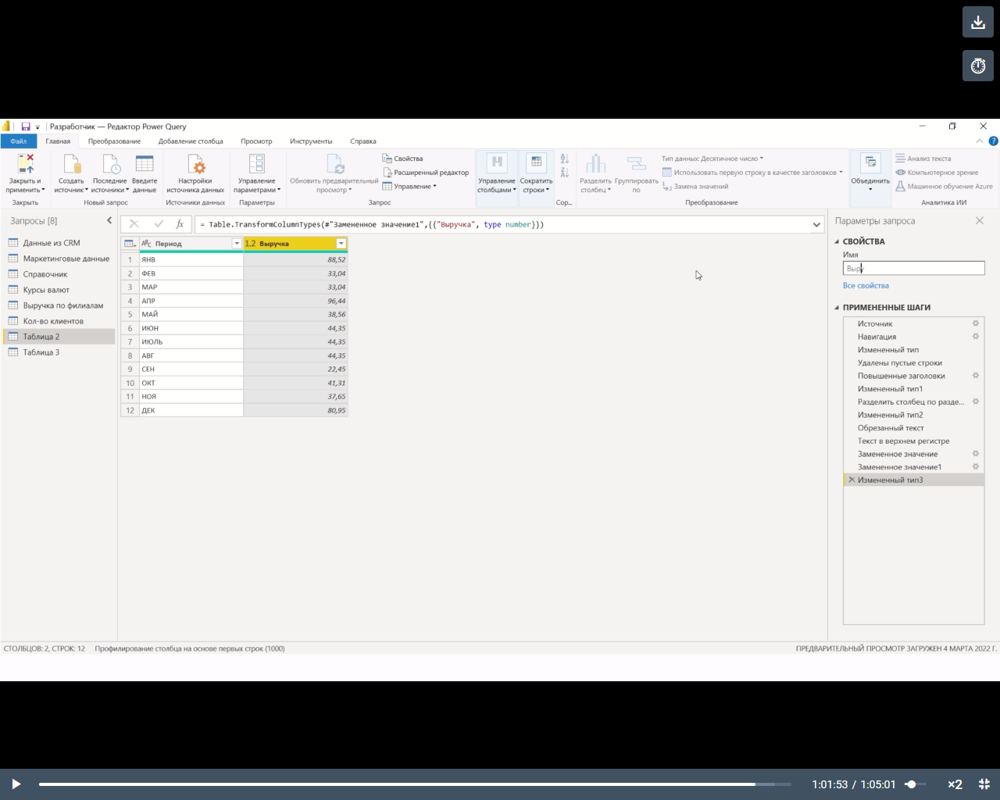 Разработчик — Редактор Power Query
Файл Главная Преобразование Добавление столбца Просмотр Инструменты Справка
Закрыть и применить
Закрыть
Создать источник
Последние источники
Введите данные
Новый запрос
Настройки источника данных
Источники данных
Управление параметрами
Параметры
Обновить предварительный просмотр
Свойства
Расширенный редактор
Управление
Запрос
Управление столбцами
Сократить строки
Сор...
Разделить столбец
Группировать по
Тип данных: Десятичное число
Использовать первую строку в качестве заголовков
Замена значений
Преобразование
Объединить
Анализ текста
Компьютерное зрение
Машинное обучение Azure
Аналитика ИИ
Запросы [8]
Данные из CRM
Маркетинговые данные
Справочник
Курсы валют
Выручка по филиалам
Кол-во клиентов
Таблица 2
Таблица 3
fx = Table.TransformColumnTypes(#"Замененное значение1",{{"Выручка", type number}})
ABC Период 1.2 Выручка
1 ЯНВ 88,52
2 ФЕВ 33,04
3 МАР 33,04
4 АПР 96,44
5 МАЙ 38,56
6 ИЮН 44,35
7 ИЮЛЬ 44,35
8 АВГ 44,35
9 СЕН 22,45
10 ОКТ 41,31
11 НОЯ 37,65
12 ДЕК 80,95
Параметры запроса
СВОЙСТВА
Имя
Выру
Все свойства
ПРИМЕНЕННЫЕ ШАГИ
Источник
Навигация
Измененный тип
Удалены пустые строки
Повышенные заголовки
Измененный тип1
Разделить столбец по разде...
Измененный тип2
Обрезанный текст
Текст в верхнем регистре
Замененное значение
Замененное значение1
Измененный тип3
СТОЛБЦОВ: 2, СТРОК: 12 Профилирование столбца на основе первых строк (1000)
ПРЕДВАРИТЕЛЬНЫЙ ПРОСМОТР ЗАГРУЖЕН 4 МАРТА 2022 Г.
1:01:53 / 1:05:01 ×2